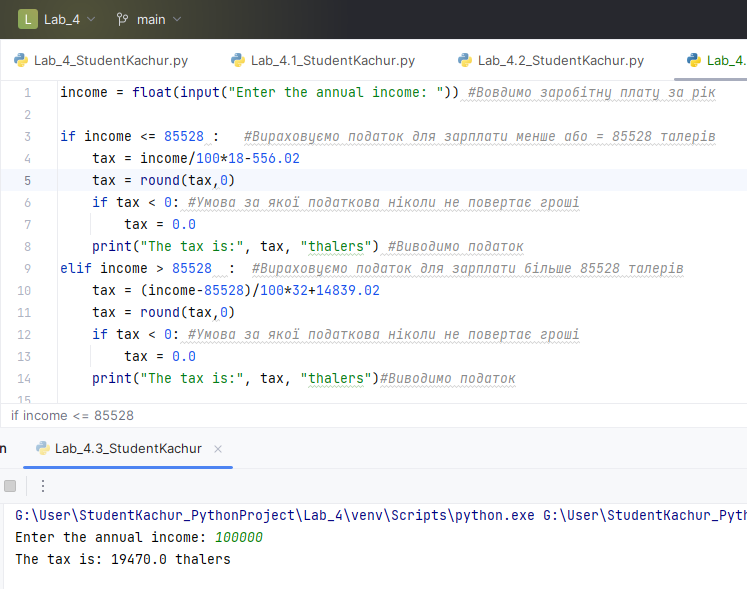 L Lab_4 main
Lab_4_StudentKachur.py Lab_4.1_StudentKachur.py Lab_4.2_StudentKachur.py Lab_4.
1 income = float(input("Enter the annual income: ")) #Вовдимо заробітну плату за рік
2
3 if income <= 85528 : #Вираховуємо податок для зарплати менше або = 85528 талерів
4 tax = income/100*18-556.02
5 tax = round(tax,0)
6 if tax < 0: #Умова за якої податкова ніколи не повертає гроші
7 tax = 0.0
8 print("The tax is:", tax, "thalers") #Виводимо податок
9 elif income > 85528 : #Вираховуємо податок для зарплати більше 85528 талерів
10 tax = (income-85528)/100*32+14839.02
11 tax = round(tax,0)
12 if tax < 0: #Умова за якої податкова ніколи не повертає гроші
13 tax = 0.0
14 print("The tax is:", tax, "thalers")#Виводимо податок
15
if income <= 85528
n Lab_4.3_StudentKachur
G:\User\StudentKachur_PythonProject\Lab_4\venv\Scripts\python.exe G:\User\StudentKachur_Pyth
Enter the annual income: 100000
The tax is: 19470.0 thalers